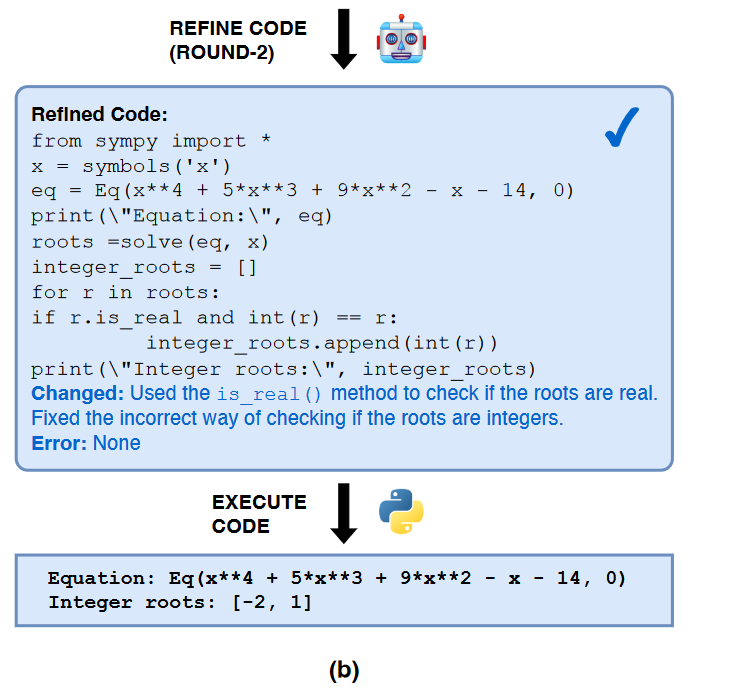 REFINE CODE
(ROUND-2)
Refined Code:
from sympy import *
x = symbols('x')
eq = Eq(x**4 + 5*x**3 + 9*x**2 - x - 14, 0)
print(\"Equation:\", eq)
roots =solve(eq, x)
integer_roots = []
for r in roots:
if r.is_real and int(r) == r:
        integer_roots.append(int(r))
print(\"Integer roots:\", integer_roots)
Changed: Used the is_real() method to check if the roots are real.
Fixed the incorrect way of checking if the roots are integers.
Error: None
EXECUTE
CODE
Equation: Eq(x**4 + 5*x**3 + 9*x**2 - x - 14, 0)
Integer roots: [-2, 1]
(b)